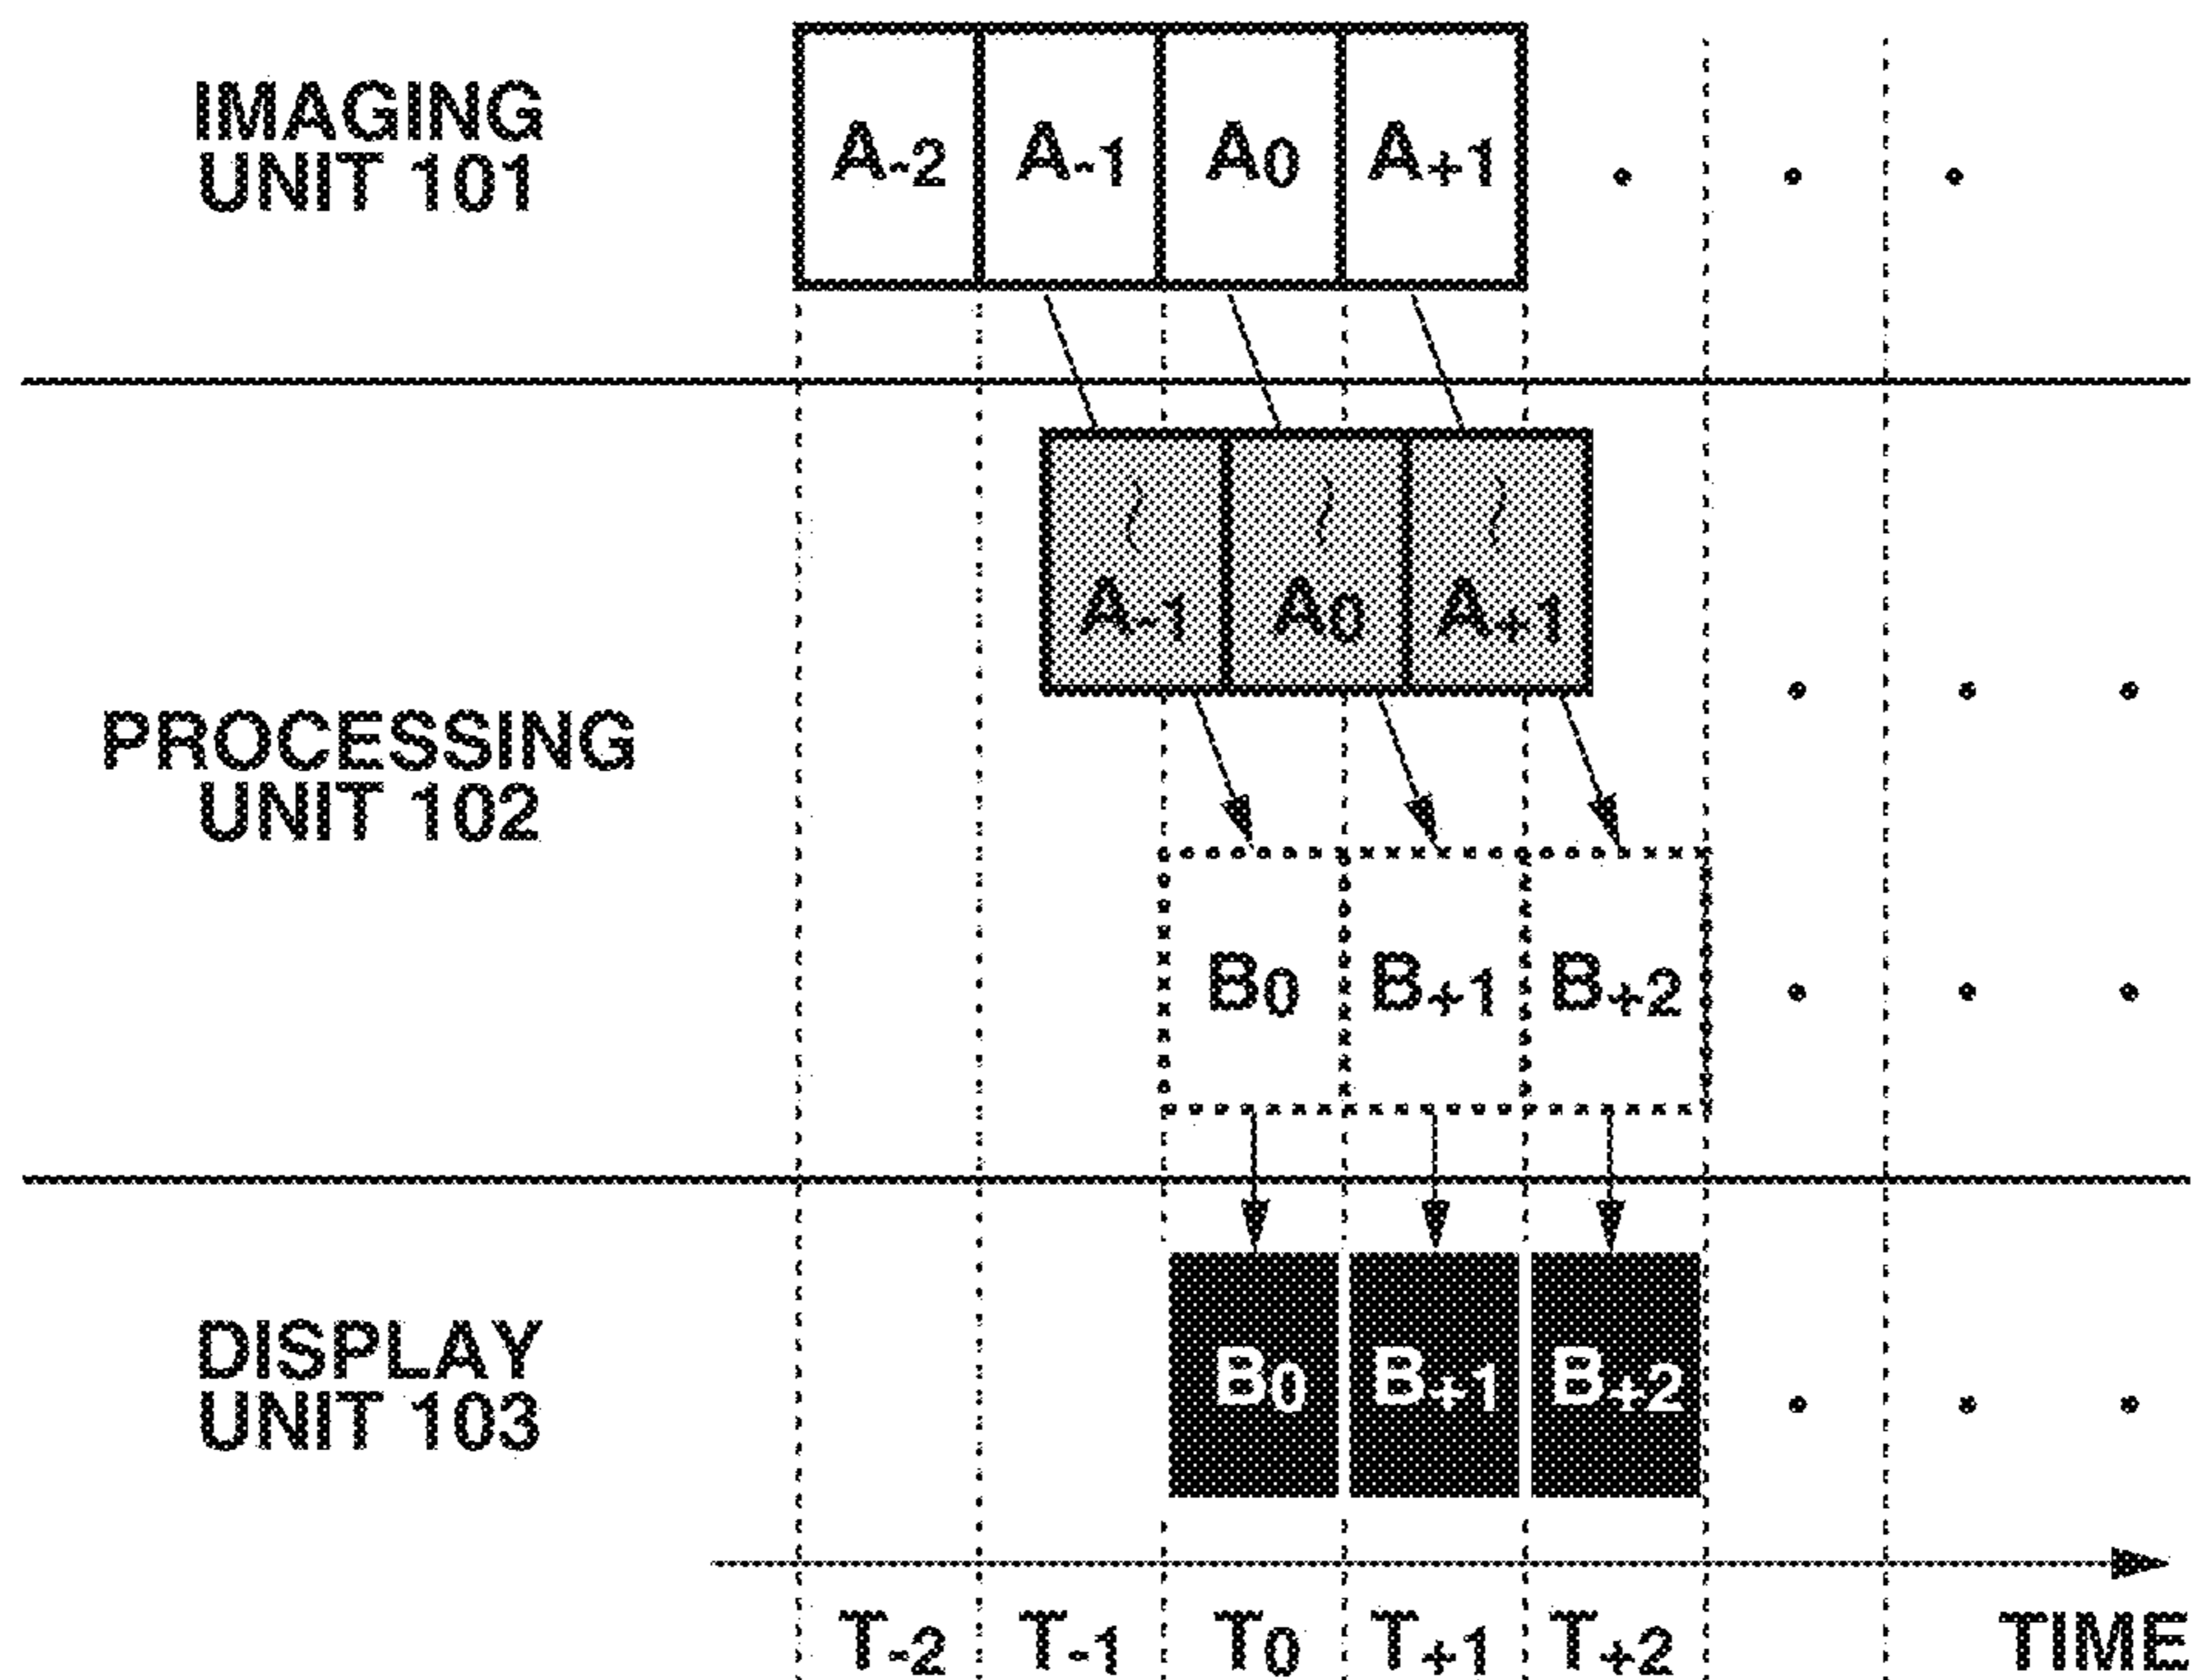 IMAGING
UNIT 101
A-2 A-1 A0 A+1
~ ~ ~
A-1 A0 A+1
PROCESSING
UNIT 102
B0 B+1 B+2
DISPLAY
UNIT 103
B0 B+1 B+2
T-2 T-1 T0 T+1 T+2 TIME